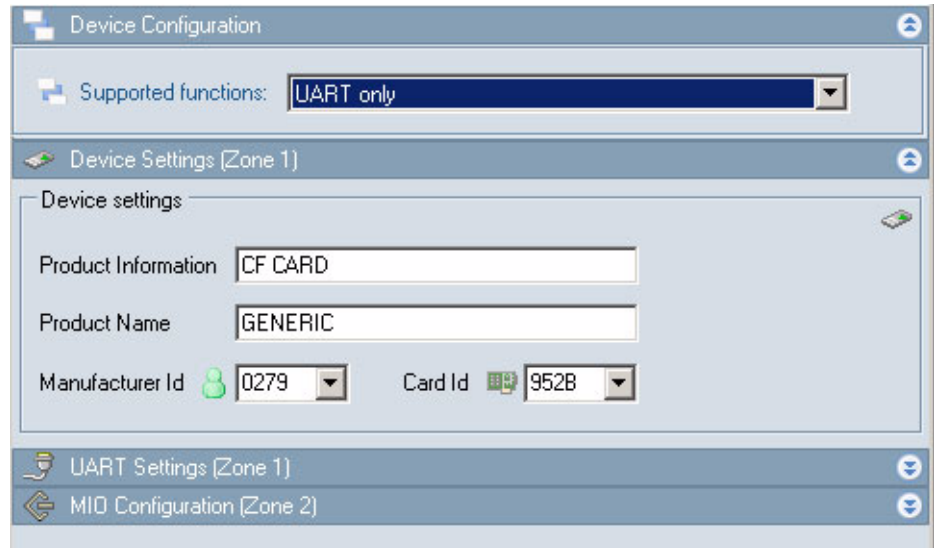 Device Configuration
Supported functions: UART only
Device Settings (Zone 1)
Device settings
Product Information CF CARD
Product Name GENERIC
Manufacturer Id 0279 Card Id 952B
UART Settings (Zone 1)
MIO Configuration (Zone 2)